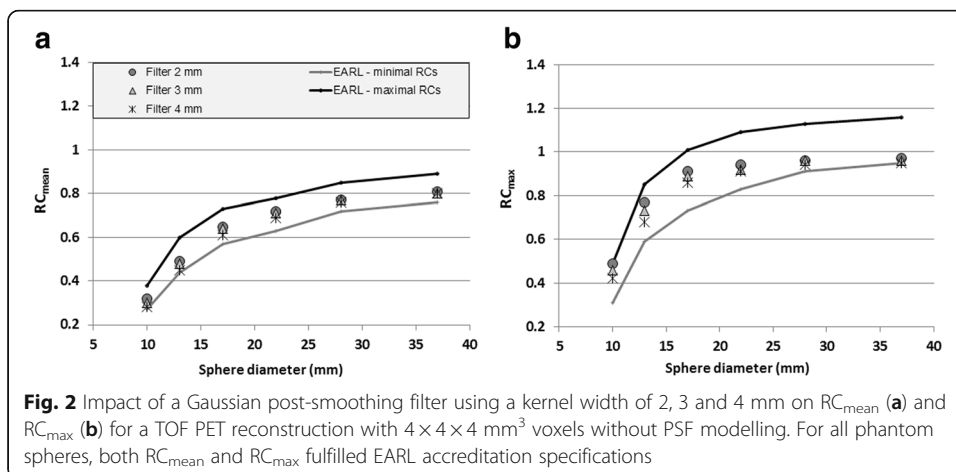 a
1.4
1.2
1
0.8
0.6
0.4
0.2
RCmean
Filter 2 mm
Filter 3 mm
Filter 4 mm
EARL - minimal RCs
EARL - maximal RCs
5 10 15 20 25 30 35 40
Sphere diameter (mm)
b
1.4
1.2
1
0.8
0.6
0.4
0.2
RCmax
5 10 15 20 25 30 35 40
Sphere diameter (mm)
Fig. 2 Impact of a Gaussian post-smoothing filter using a kernel width of 2, 3 and 4 mm on RCmean (a) and
RCmax (b) for a TOF PET reconstruction with 4 × 4 × 4 mm³ voxels without PSF modelling. For all phantom
spheres, both RCmean and RCmax fulfilled EARL accreditation specifications